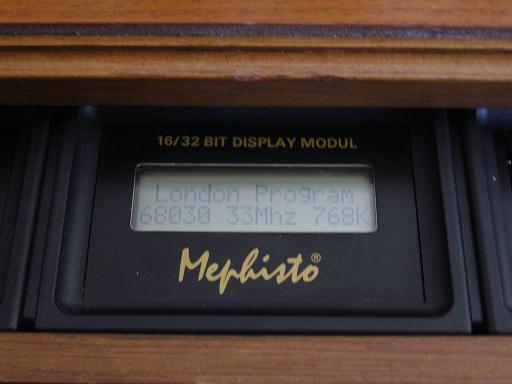 16/32 BIT DISPLAY MODUL
London Program
68030 33Mhz 768K
Mephisto®